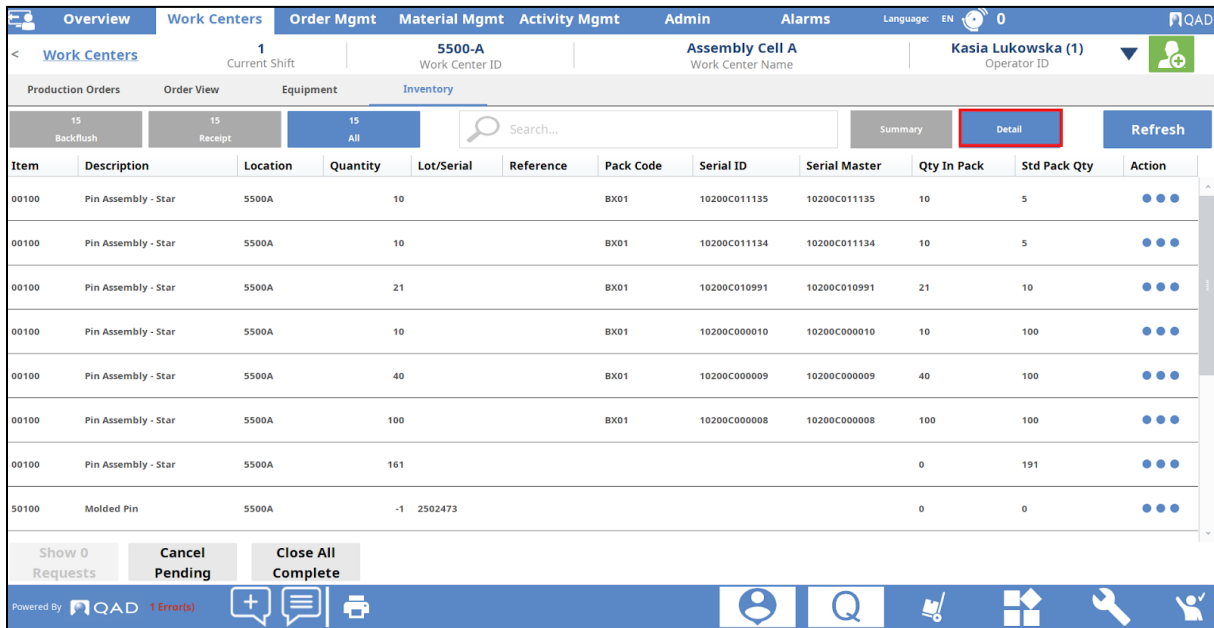 Overview Work Centers Order Mgmt Material Mgmt Activity Mgmt Admin Alarms Language: EN 0 QAD
< Work Centers 1 5500-A Assembly Cell A Kasia Lukowska (1)
Current Shift Work Center ID Work Center Name Operator ID
Production Orders Order View Equipment Inventory
15 15 15 Search... Summary Detail Refresh
Backflush Receipt All
Item Description Location Quantity Lot/Serial Reference Pack Code Serial ID Serial Master Qty In Pack Std Pack Qty Action
00100 Pin Assembly - Star 5500A 10 BX01 10200C011135 10200C011135 10 5
00100 Pin Assembly - Star 5500A 10 BX01 10200C011134 10200C011134 10 5
00100 Pin Assembly - Star 5500A 21 BX01 10200C010991 10200C010991 21 10
00100 Pin Assembly - Star 5500A 10 BX01 10200C000010 10200C000010 10 100
00100 Pin Assembly - Star 5500A 40 BX01 10200C000009 10200C000009 40 100
00100 Pin Assembly - Star 5500A 100 BX01 10200C000008 10200C000008 100 100
00100 Pin Assembly - Star 5500A 161 0 191
50100 Molded Pin 5500A -1 2502473 0 0
Show 0 Cancel Close All
Requests Pending Complete
Powered By QAD 1 Error(s) Q